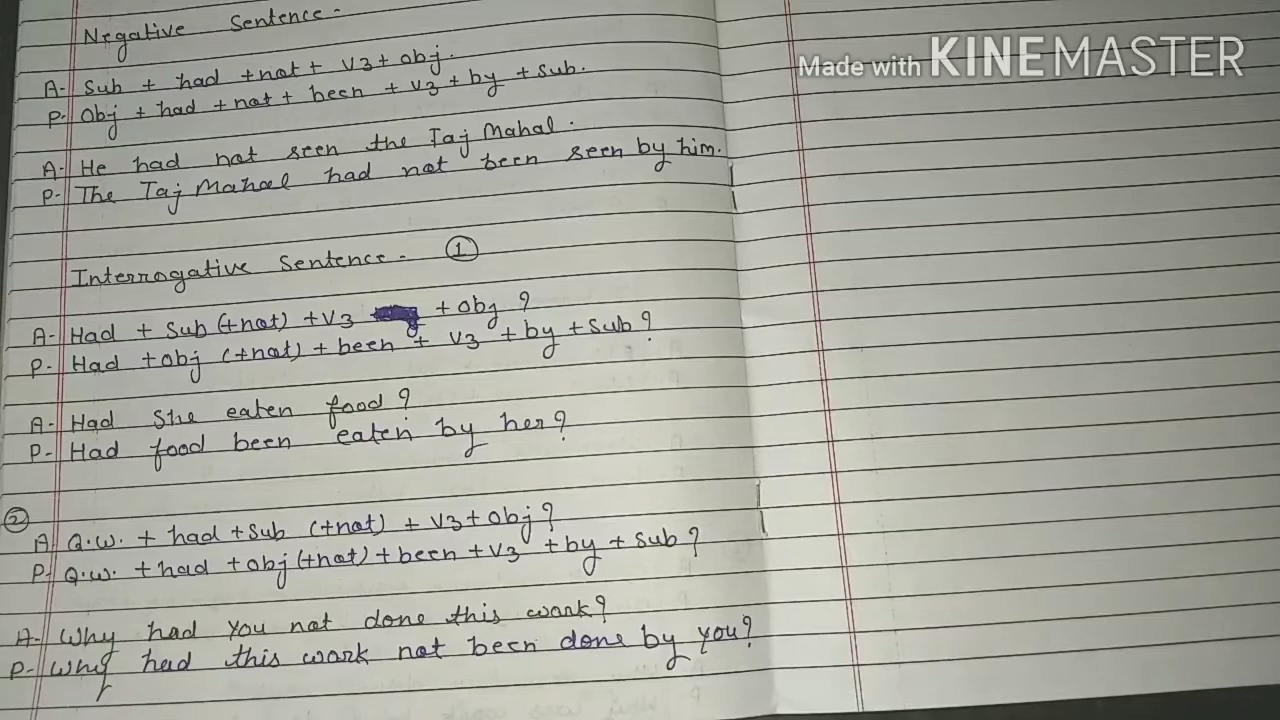 Negative Sentence -
Made with KINEMASTER
A- Sub + had + not + V3 + obj.
P- Obj + had + not + been + V3 + by + sub.
A- He had not seen the Taj Mahal.
P- The Taj Mahal had not been seen by him.
Interrogative Sentence - ①
A- Had + Sub (+not) + V3 + obj ?
P- Had + obj (+not) + been + V3 + by + sub ?
A- Had She eaten food ?
P- Had food been eaten by her ?
②
A Q.W. + had + sub (+not) + V3 + obj ?
P- Q.W. + had + obj (+not) + been + V3 + by + sub ?
A- Why had you not done this work ?
P- Why had this work not been done by you ?